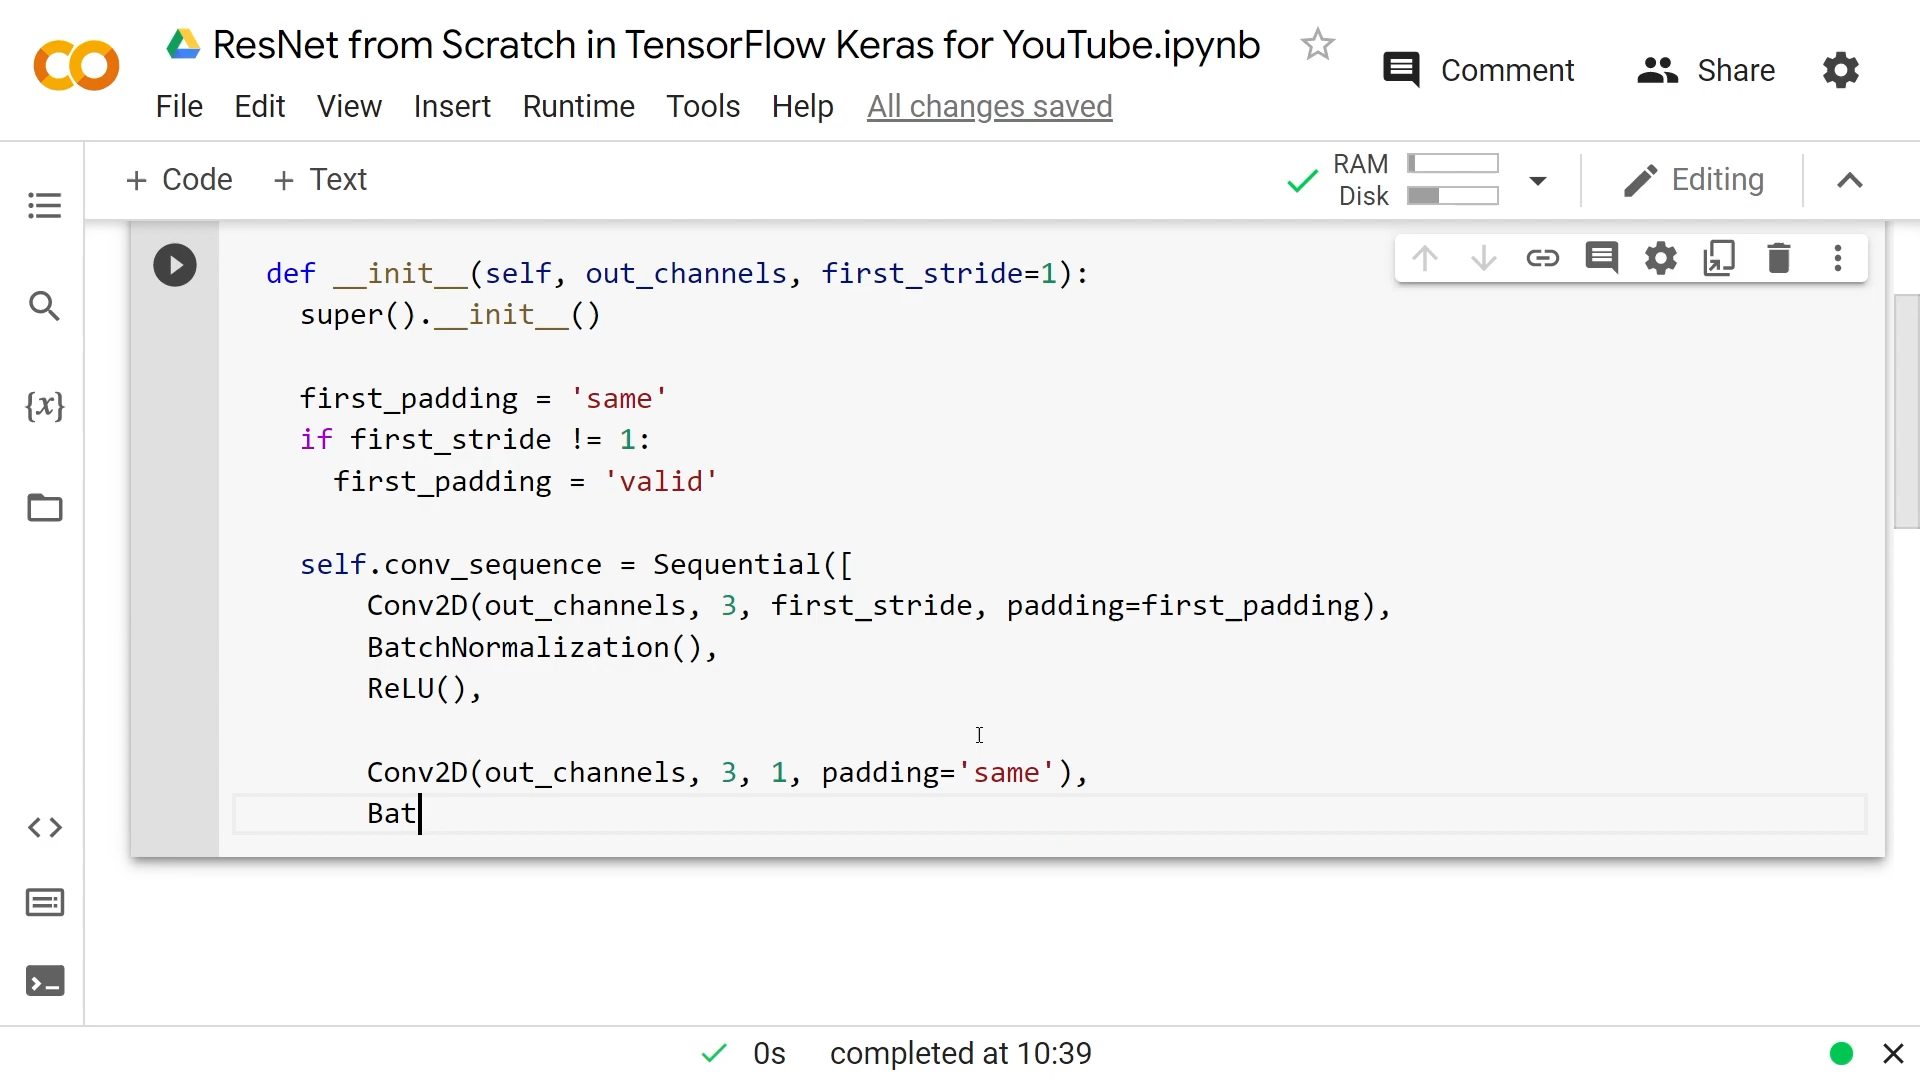 ResNet from Scratch in TensorFlow Keras for YouTube.ipynb
Comment
Share
File Edit View Insert Runtime Tools Help All changes saved
+ Code + Text
RAM
Disk
Editing
{x}
def __init__(self, out_channels, first_stride=1):
super().__init__()
first_padding = 'same'
if first_stride != 1:
first_padding = 'valid'
self.conv_sequence = Sequential([
Conv2D(out_channels, 3, first_stride, padding=first_padding),
BatchNormalization(),
ReLU(),
Conv2D(out_channels, 3, 1, padding='same'),
Bat
0s completed at 10:39